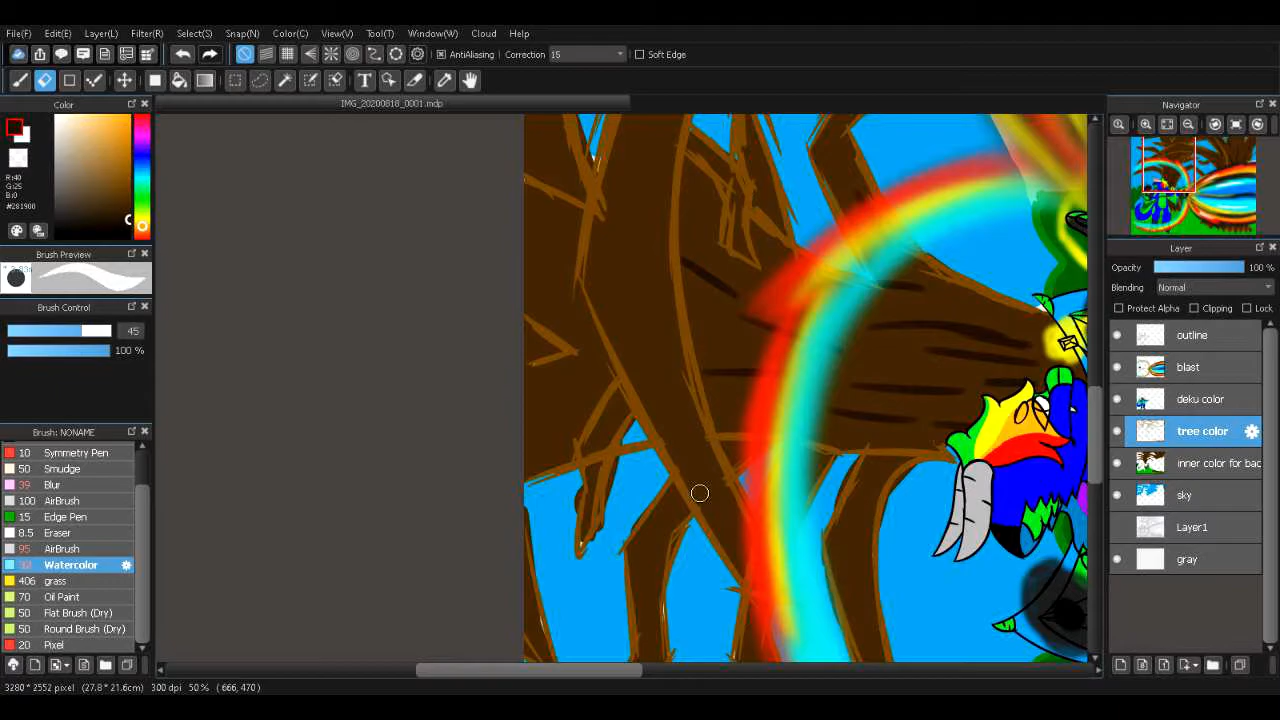 File(F) Edit(E) Layer(L) Filter(R) Select(S) Snap(N) Color(C) View(V) Tool(T) Window(W) Cloud Help
AntiAliasing Correction 15 Soft Edge
Color
IMG_20200818_0001.mdp
Navigator
R:40
G:25
B:0
#281900
Layer
Brush Preview
Opacity 100 %
Blending Normal
Brush Control
Protect Alpha Clipping Lock
45
100 %
outline
blast
deku color
Brush: NONAME
tree color
10 Symmetry Pen
50 Smudge
39 Blur
100 AirBrush
15 Edge Pen
8.5 Eraser
95 AirBrush
Watercolor
406 grass
70 Oil Paint
50 Flat Brush (Dry)
50 Round Brush (Dry)
20 Pixel
inner color for bac
sky
Layer1
gray
3280 * 2552 pixel (27.8 * 21.6cm) 300 dpi 50 % ( 666, 470)